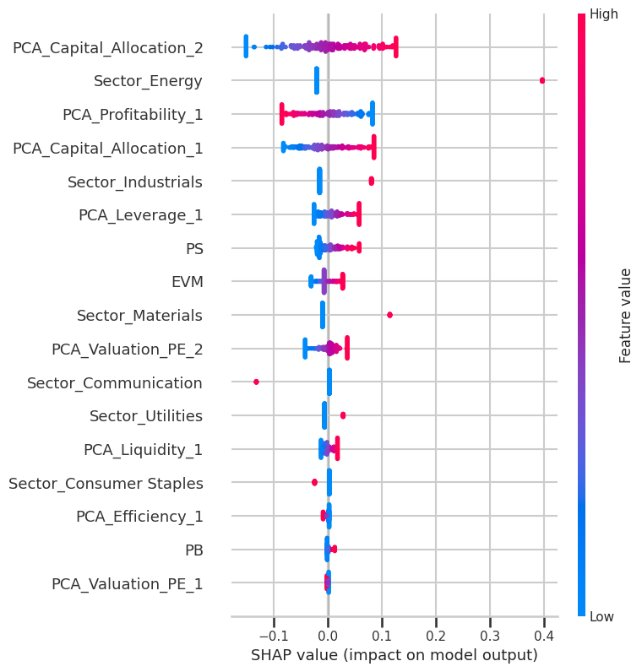 High
PCA_Capital_Allocation_2
Sector_Energy
PCA_Profitability_1
PCA_Capital_Allocation_1
Sector_Industrials
PCA_Leverage_1
PS
EVM
Sector_Materials
PCA_Valuation_PE_2
Sector_Communication
Sector_Utilities
PCA_Liquidity_1
Sector_Consumer Staples
PCA_Efficiency_1
PB
PCA_Valuation_PE_1
Feature value
Low
−0.1 0.0 0.1 0.2 0.3 0.4
SHAP value (impact on model output)